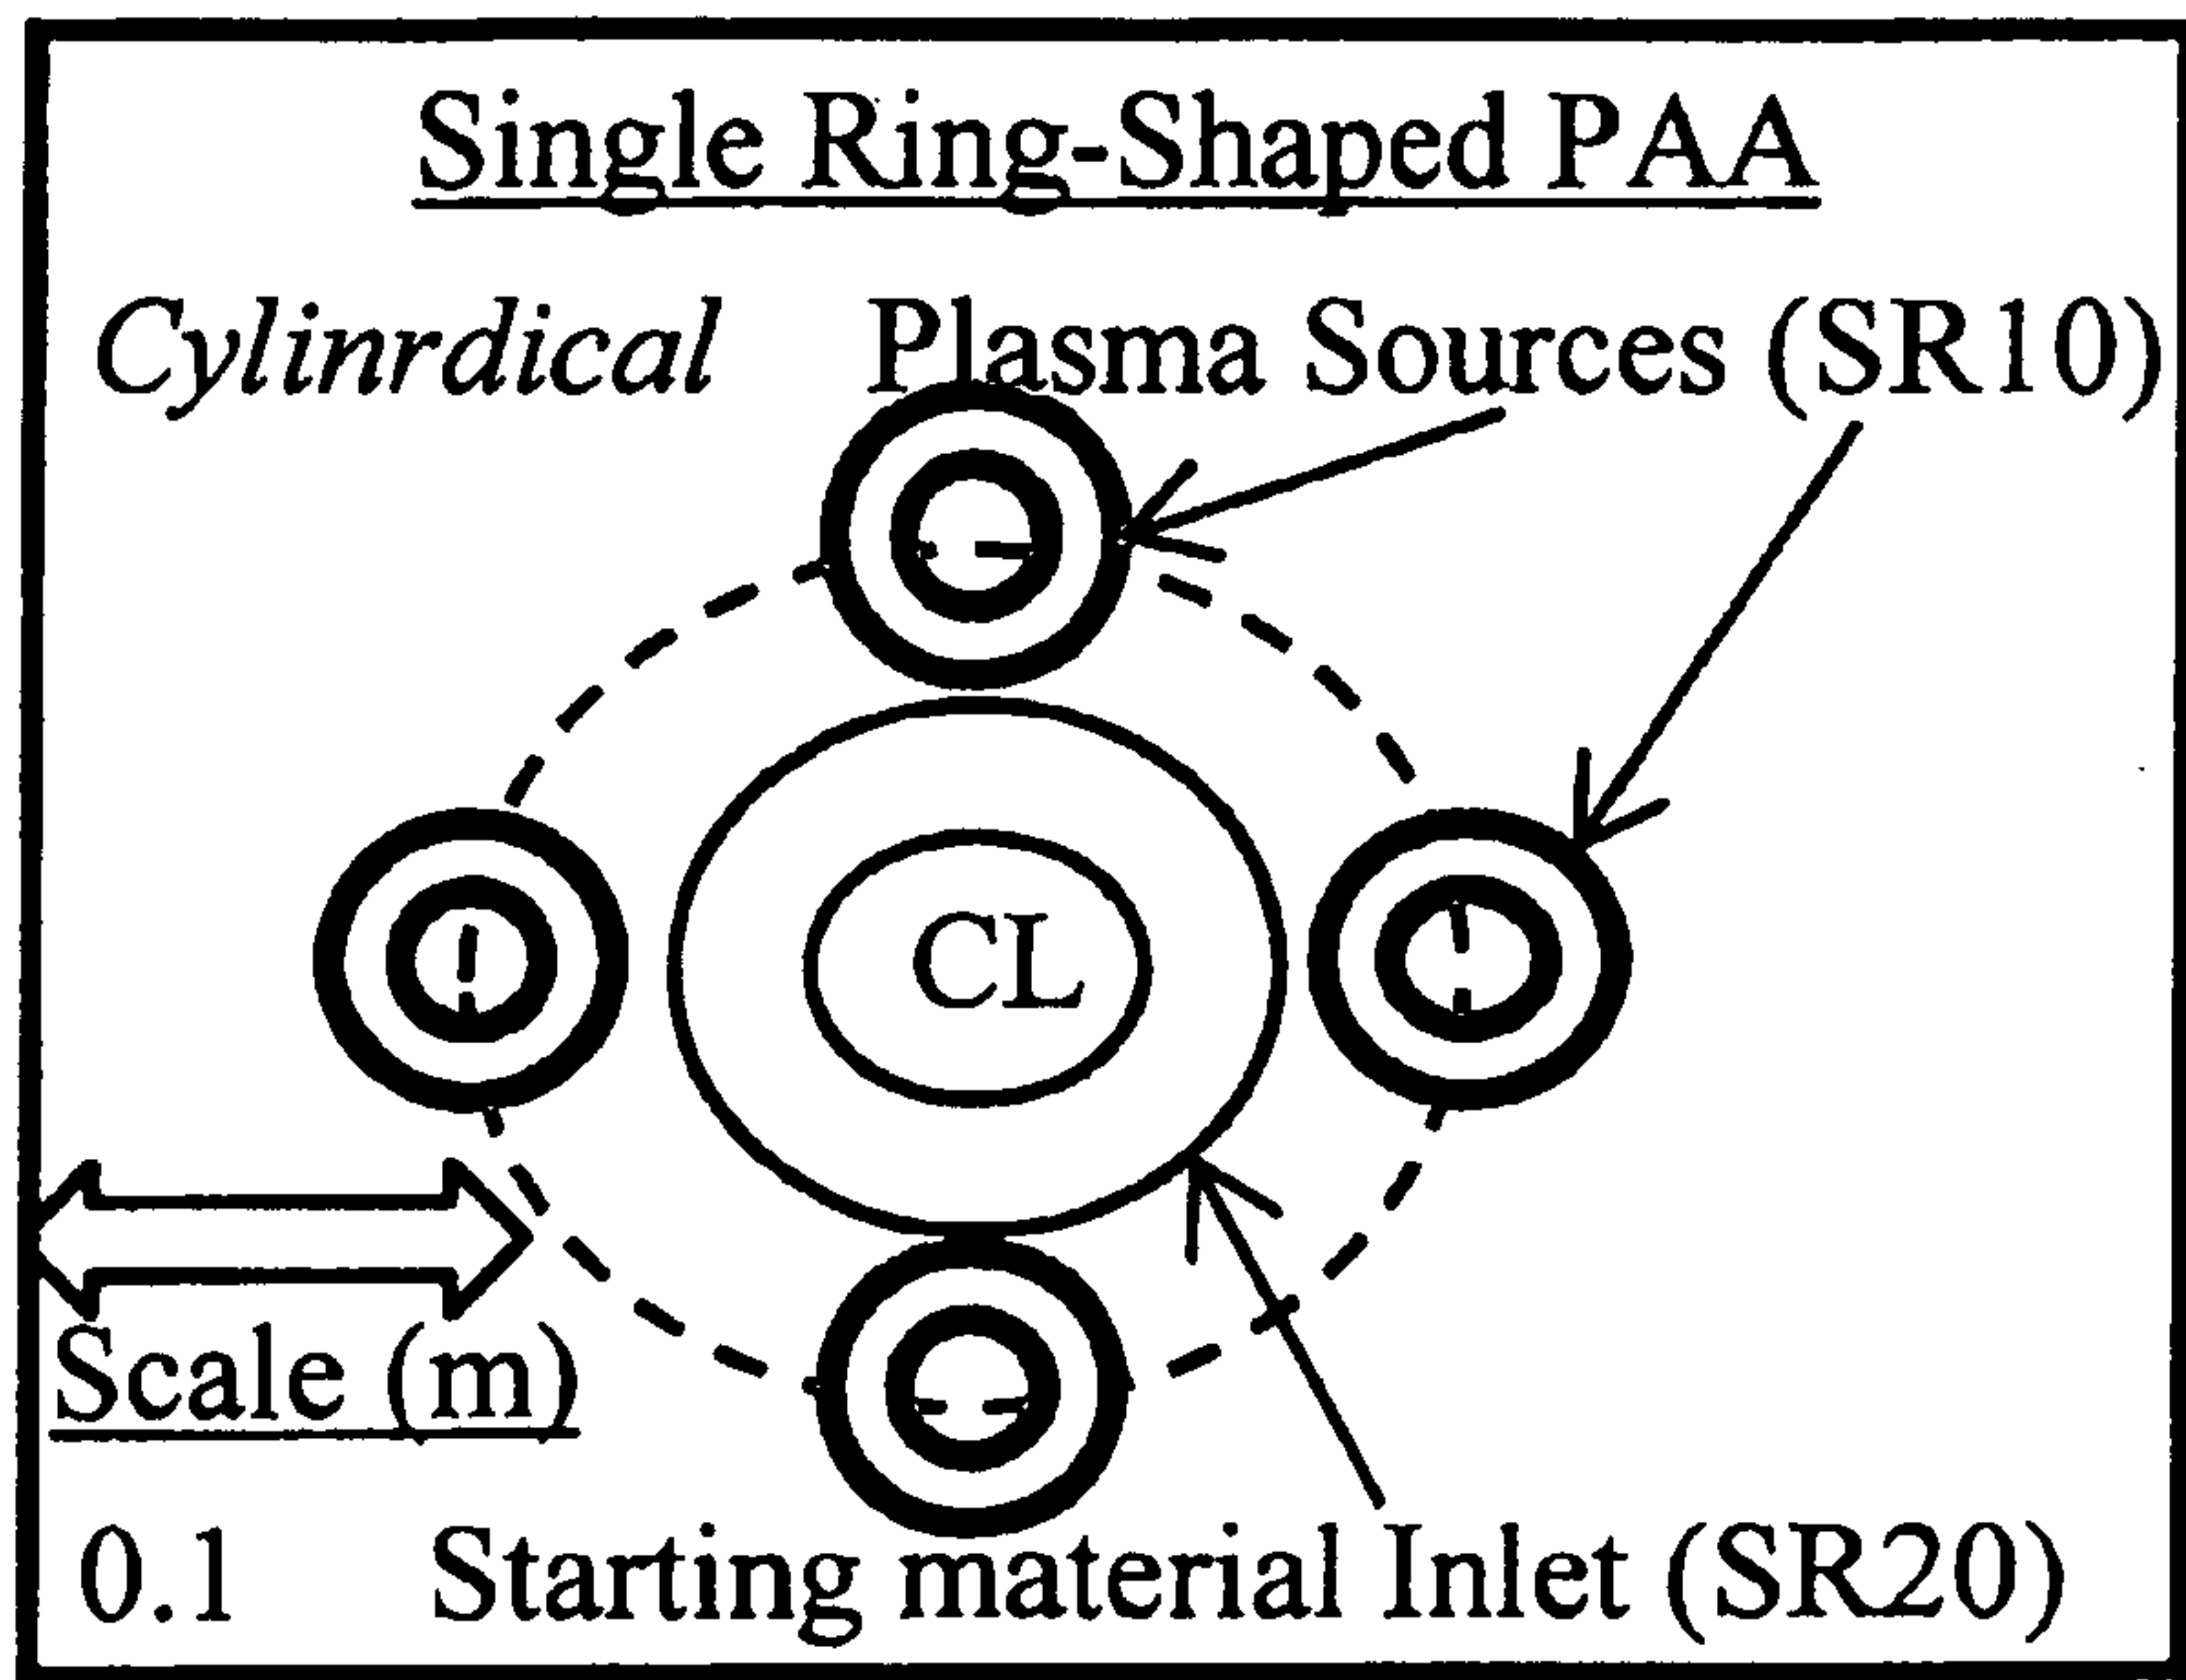 Single Ring-Shaped PAA
Cylinrdical Plasma Sources (SR10)
CL
Scale (m)
0.1 Starting material Inlet (SR20)